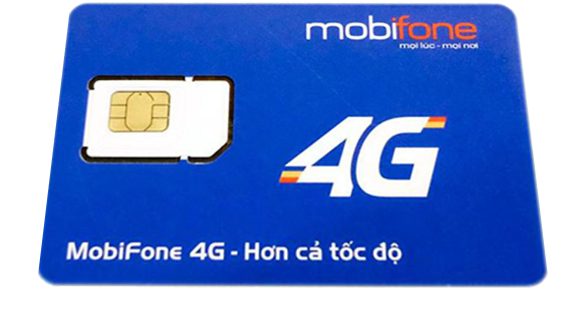 mobifone
mọi lúc - mọi nơi
4G
MobiFone 4G - Hơn cả tốc độ